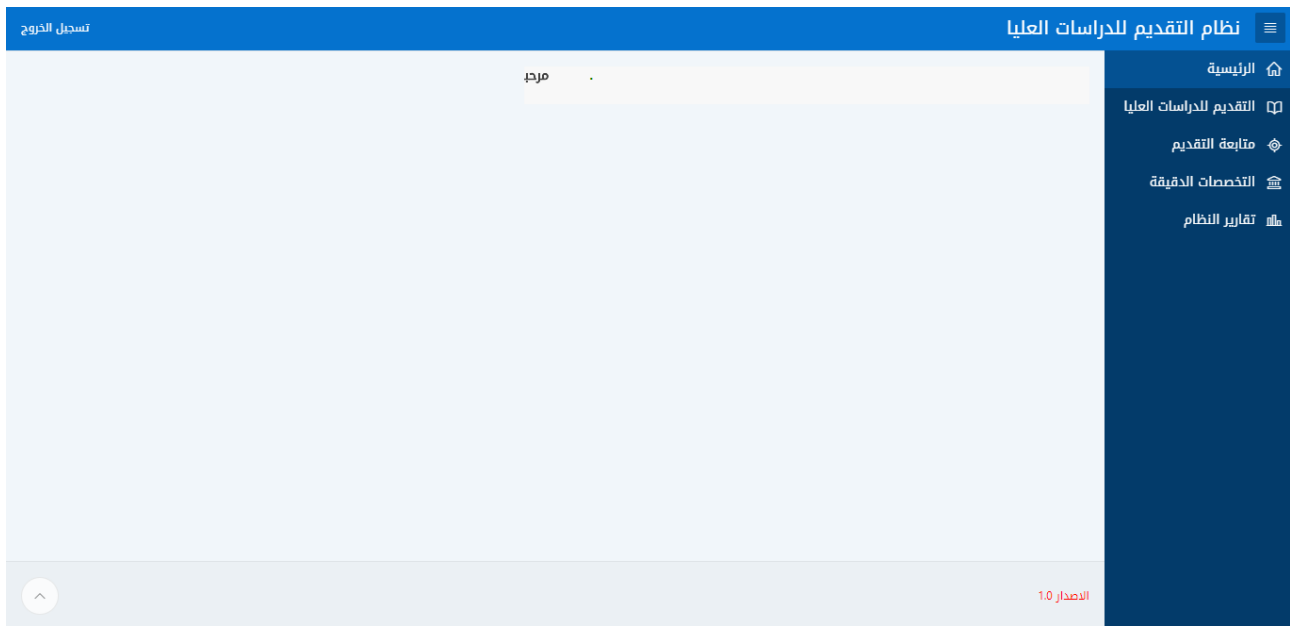 نظام التقديم للدراسات العليا
تسجيل الخروج
الرئيسية
التقديم للدراسات العليا
متابعة التقديم
التخصصات الدقيقة
تقارير النظام
مرحبـ .
الاصدار 1.0